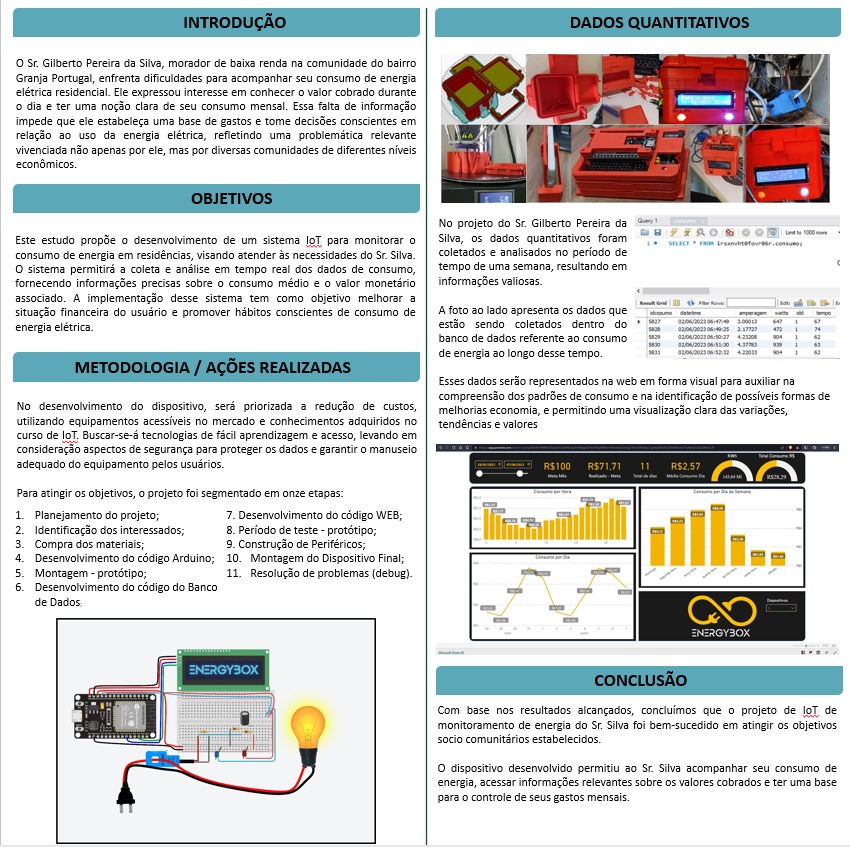 INTRODUÇÃO
O Sr. Gilberto Pereira da Silva, morador de baixa renda na comunidade do bairro
Granja Portugal, enfrenta dificuldades para acompanhar seu consumo de energia
elétrica residencial. Ele expressou interesse em conhecer o valor cobrado durante
o dia e ter uma noção clara de seu consumo mensal. Essa falta de informação
impede que ele estabeleça uma base de gastos e tome decisões conscientes em
relação ao uso da energia elétrica, refletindo uma problemática relevante
vivenciada não apenas por ele, mas por diversas comunidades de diferentes níveis
econômicos.
OBJETIVOS
Este estudo propõe o desenvolvimento de um sistema IoT para monitorar o
consumo de energia em residências, visando atender às necessidades do Sr. Silva.
O sistema permitirá a coleta e análise em tempo real dos dados de consumo,
fornecendo informações precisas sobre o consumo médio e o valor monetário
associado. A implementação desse sistema tem como objetivo melhorar a
situação financeira do usuário e promover hábitos conscientes de consumo de
energia elétrica.
METODOLOGIA / AÇÕES REALIZADAS
No desenvolvimento do dispositivo, será priorizada a redução de custos,
utilizando equipamentos acessíveis no mercado e conhecimentos adquiridos no
curso de IoT. Buscar-se-á tecnologias de fácil aprendizagem e acesso, levando em
consideração aspectos de segurança para proteger os dados e garantir o manuseio
adequado do equipamento pelos usuários.
Para atingir os objetivos, o projeto foi segmentado em onze etapas:
1. Planejamento do projeto;
2. Identificação dos interessados;
3. Compra dos materiais;
4. Desenvolvimento do código Arduino;
5. Montagem - protótipo;
6. Desenvolvimento do código do Banco
de Dados;
7. Desenvolvimento do código WEB;
8. Período de teste - protótipo;
9. Construção de Periféricos;
10. Montagem do Dispositivo Final;
11. Resolução de problemas (debug).
ENERGYBOX
DADOS QUANTITATIVOS
No projeto do Sr. Gilberto Pereira da
Silva, os dados quantitativos foram
coletados e analisados no período de
tempo de uma semana, resultando em
informações valiosas.
A foto ao lado apresenta os dados que
estão sendo coletados dentro do
banco de dados referente ao consumo
de energia ao longo desse tempo.
Query 1
Limit to 1000 rows
1 SELECT * FROM irsxnvht0fovr06r.consumo;
Result Grid Filter Rows: Edit:
idconsumo datetime amperagem watts idd tempo
5827 02/06/2023 06:47:49 3.00013 647 1 67
5828 02/06/2023 06:49:25 2.17727 472 1 74
5829 02/06/2023 06:50:27 4.23208 904 1 62
5830 02/06/2023 06:51:30 4.37783 939 1 63
5831 02/06/2023 06:52:32 4.22033 904 1 62
Esses dados serão representados na web em forma visual para auxiliar na
compreensão dos padrões de consumo e na identificação de possíveis formas de
melhorias economia, e permitindo uma visualização clara das variações,
tendências e valores
R$100
Meta Mês
R$71,71
Realizado - Meta
11
Total de dias
R$2,57
Média Consumo Dia
KWh
Total Consumo R$
R$28,29
Consumo por Hora
Consumo por Dia da Semana
Consumo por Dia
Dispositivos
ENERGYBOX
Microsoft Power BI
CONCLUSÃO
Com base nos resultados alcançados, concluímos que o projeto de IoT de
monitoramento de energia do Sr. Silva foi bem-sucedido em atingir os objetivos
socio comunitários estabelecidos.
O dispositivo desenvolvido permitiu ao Sr. Silva acompanhar seu consumo de
energia, acessar informações relevantes sobre os valores cobrados e ter uma base
para o controle de seus gastos mensais.